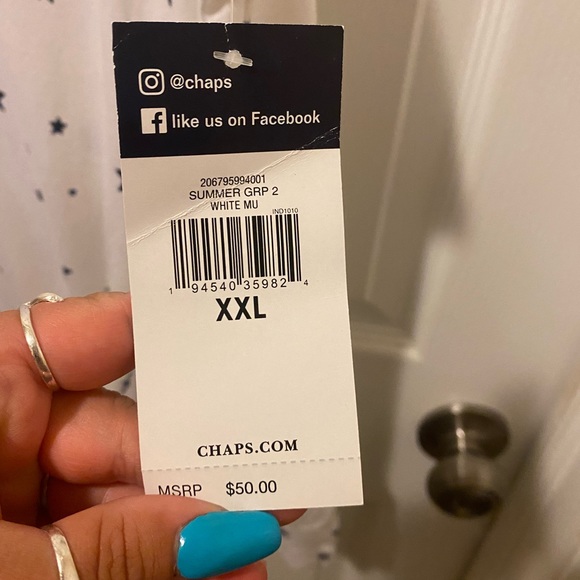 @chaps
like us on Facebook
206795994001
SUMMER GRP 2
WHITE MU
IND1010
1 94540 35982 4
XXL
CHAPS.COM
MSRP $50.00